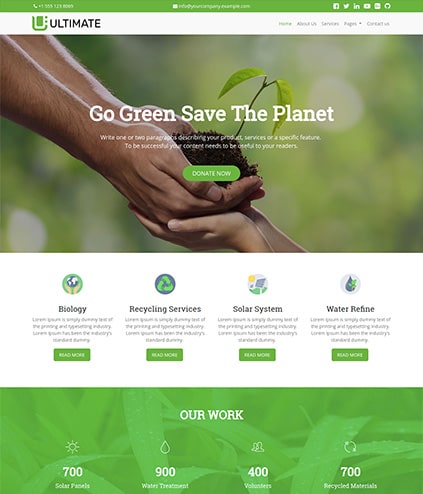 +1 555 123 8069 info@yourcompany.example.com
ULTIMATE Home About Us Services Pages Contact us
Go Green Save The Planet
Write one or two paragraphs describing your product, services or a specific feature.
To be successful your content needs to be useful to your readers.
DONATE NOW
Biology Recycling Services Solar System Water Refine
Lorem Ipsum is simply dummy text of Lorem Ipsum is simply dummy text of Lorem Ipsum is simply dummy text of Lorem Ipsum is simply dummy text of
the printing and typesetting industry. the printing and typesetting industry. the printing and typesetting industry. the printing and typesetting industry.
Lorem Ipsum has been the industry's Lorem Ipsum has been the industry's Lorem Ipsum has been the industry's Lorem Ipsum has been the industry's
standard dummy. standard dummy. standard dummy. standard dummy.
READ MORE READ MORE READ MORE READ MORE
OUR WORK
700 900 400 700
Solar Panels Water Treatment Volunters Recycled Materials